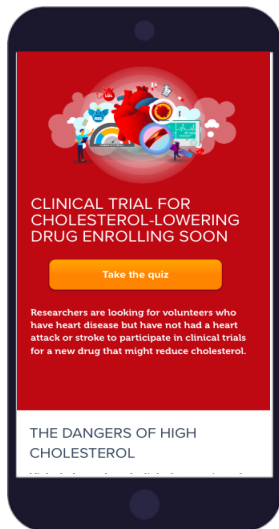 CLINICAL TRIAL FOR
CHOLESTEROL-LOWERING
DRUG ENROLLING SOON
Take the quiz
Researchers are looking for volunteers who
have heart disease but have not had a heart
attack or stroke to participate in clinical trials
for a new drug that might reduce cholesterol.
THE DANGERS OF HIGH
CHOLESTEROL